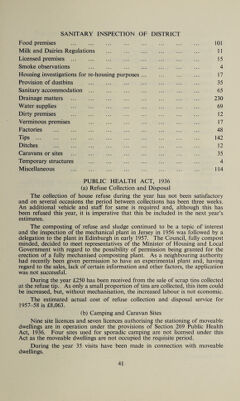 SANITARY INSPECTION OF DISTRICT
Food premises ... ... ... ... ... ... ... 101
Milk and Dairies Regulations ... ... ... ... ... 11
Licensed premises ... ... ... ... ... ... ... 15
Smoke observations ... ... ... ... ... ... 4
Housing investigations for re-housing purposes ... ... ... 17
Provision of dustbins ... ... ... ... ... ... 35
Sanitary accommodation ... ... ... ... ... ... 65
Drainage matters ... ... ... ... ... ... ... 230
Water supplies ... ... ... ... ... ... ... 69
Dirty premises ... ... ... ... ... ... ... 12
Verminous premises ... ... ... ... ... ... 17
Factories ... ... ... ... ... ... ... ... 48
Tips ... ... ... ... ... ... ... ... 142
Ditches ... ... ... ... ... ... ... ... 12
Caravans or sites ... ... ... ... ... ... ... 35
Temporary structures ... ... ... ... ... ... 4
Miscellaneous ... ... ... ... ... ... ... 114
PUBLIC HEALTH ACT, 1936
(a) Refuse Collection and Disposal
The collection of house refuse during the year has not been satisfactory
and on several occasions the period between collections has been three weeks.
An additional vehicle and staff for same is required and, although this has
been refused this year, it is imperative that this be included in the next year's
estimates.
The composting of refuse and sludge continued to be a topic of interest
and the inspection of the mechanical plant in Jersey in 1956 was followed by a
delegation to the plant in Edinburgh in early 1957. The Council, fully compost
minded, decided to meet representatives of the Minister of Housing and Local
Government with regard to the possibility of permission being granted for the
erection of a fully mechanised composting plant. As a neighbouring authority
had recently been given permission to have an experimental plant and, having
regard to the sales, lack of certain information and other factors, the application
was not successful.
During the year £250 has been received from the sale of scrap tins collected
at the refuse tip. As only a small proportion of tins are collected, this item could
be increased, but, without mechanisation, the increased labour is not economic.
The estimated actual cost of refuse collection and disposal service for
1957-58 is £8,063.
(b) Camping and Caravan Sites
Nine site licences and seven licences authorising the stationing of moveable
dwellings are in operation under the provisions of Section 269 Public Health
Act, 1936. Four sites used for sporadic camping are not licensed under this
Act as the moveable dwellings are not occupied the requisite period.
During the year 35 visits have been made in connection with moveable
dwellings.
41